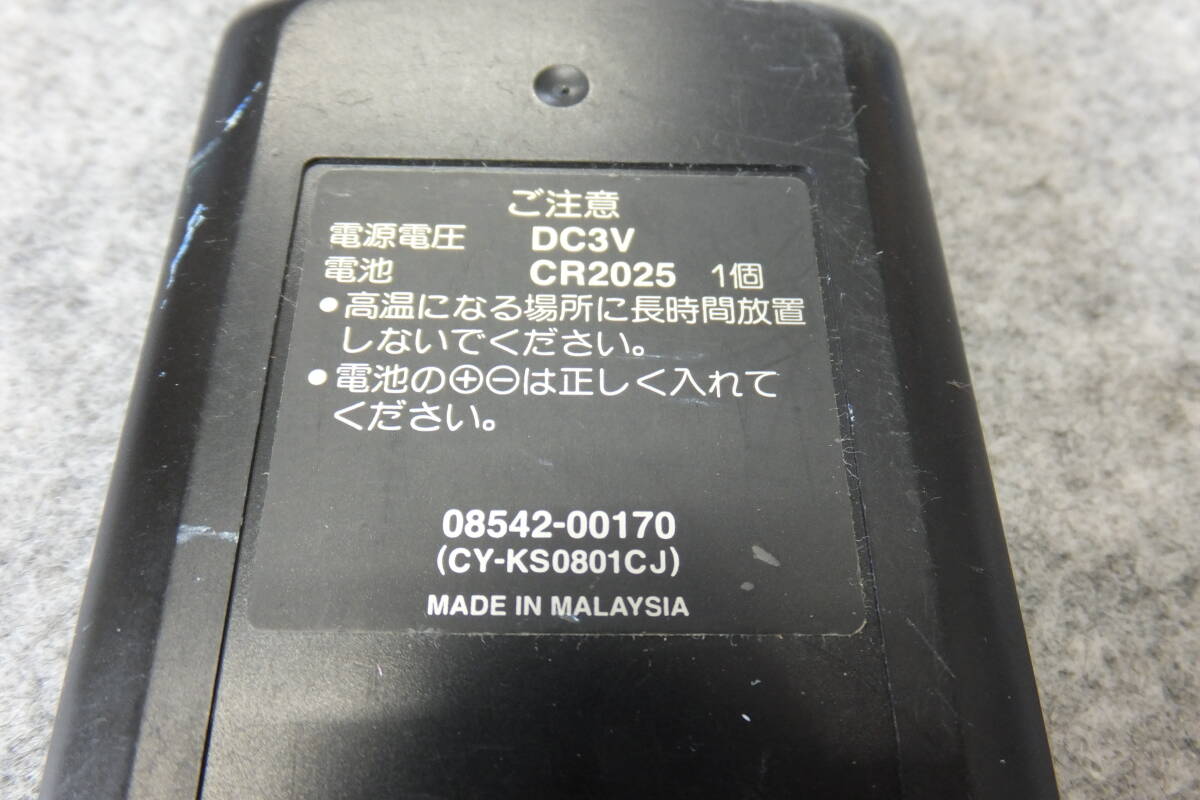 ご注意
電源電圧 DC3V
電池 CR2025 1個
●高温になる場所に長時間放置
しないでください。
●電池の⊕⊖は正しく入れて
ください。
08542-00170
(CY-KS0801CJ)
MADE IN MALAYSIA